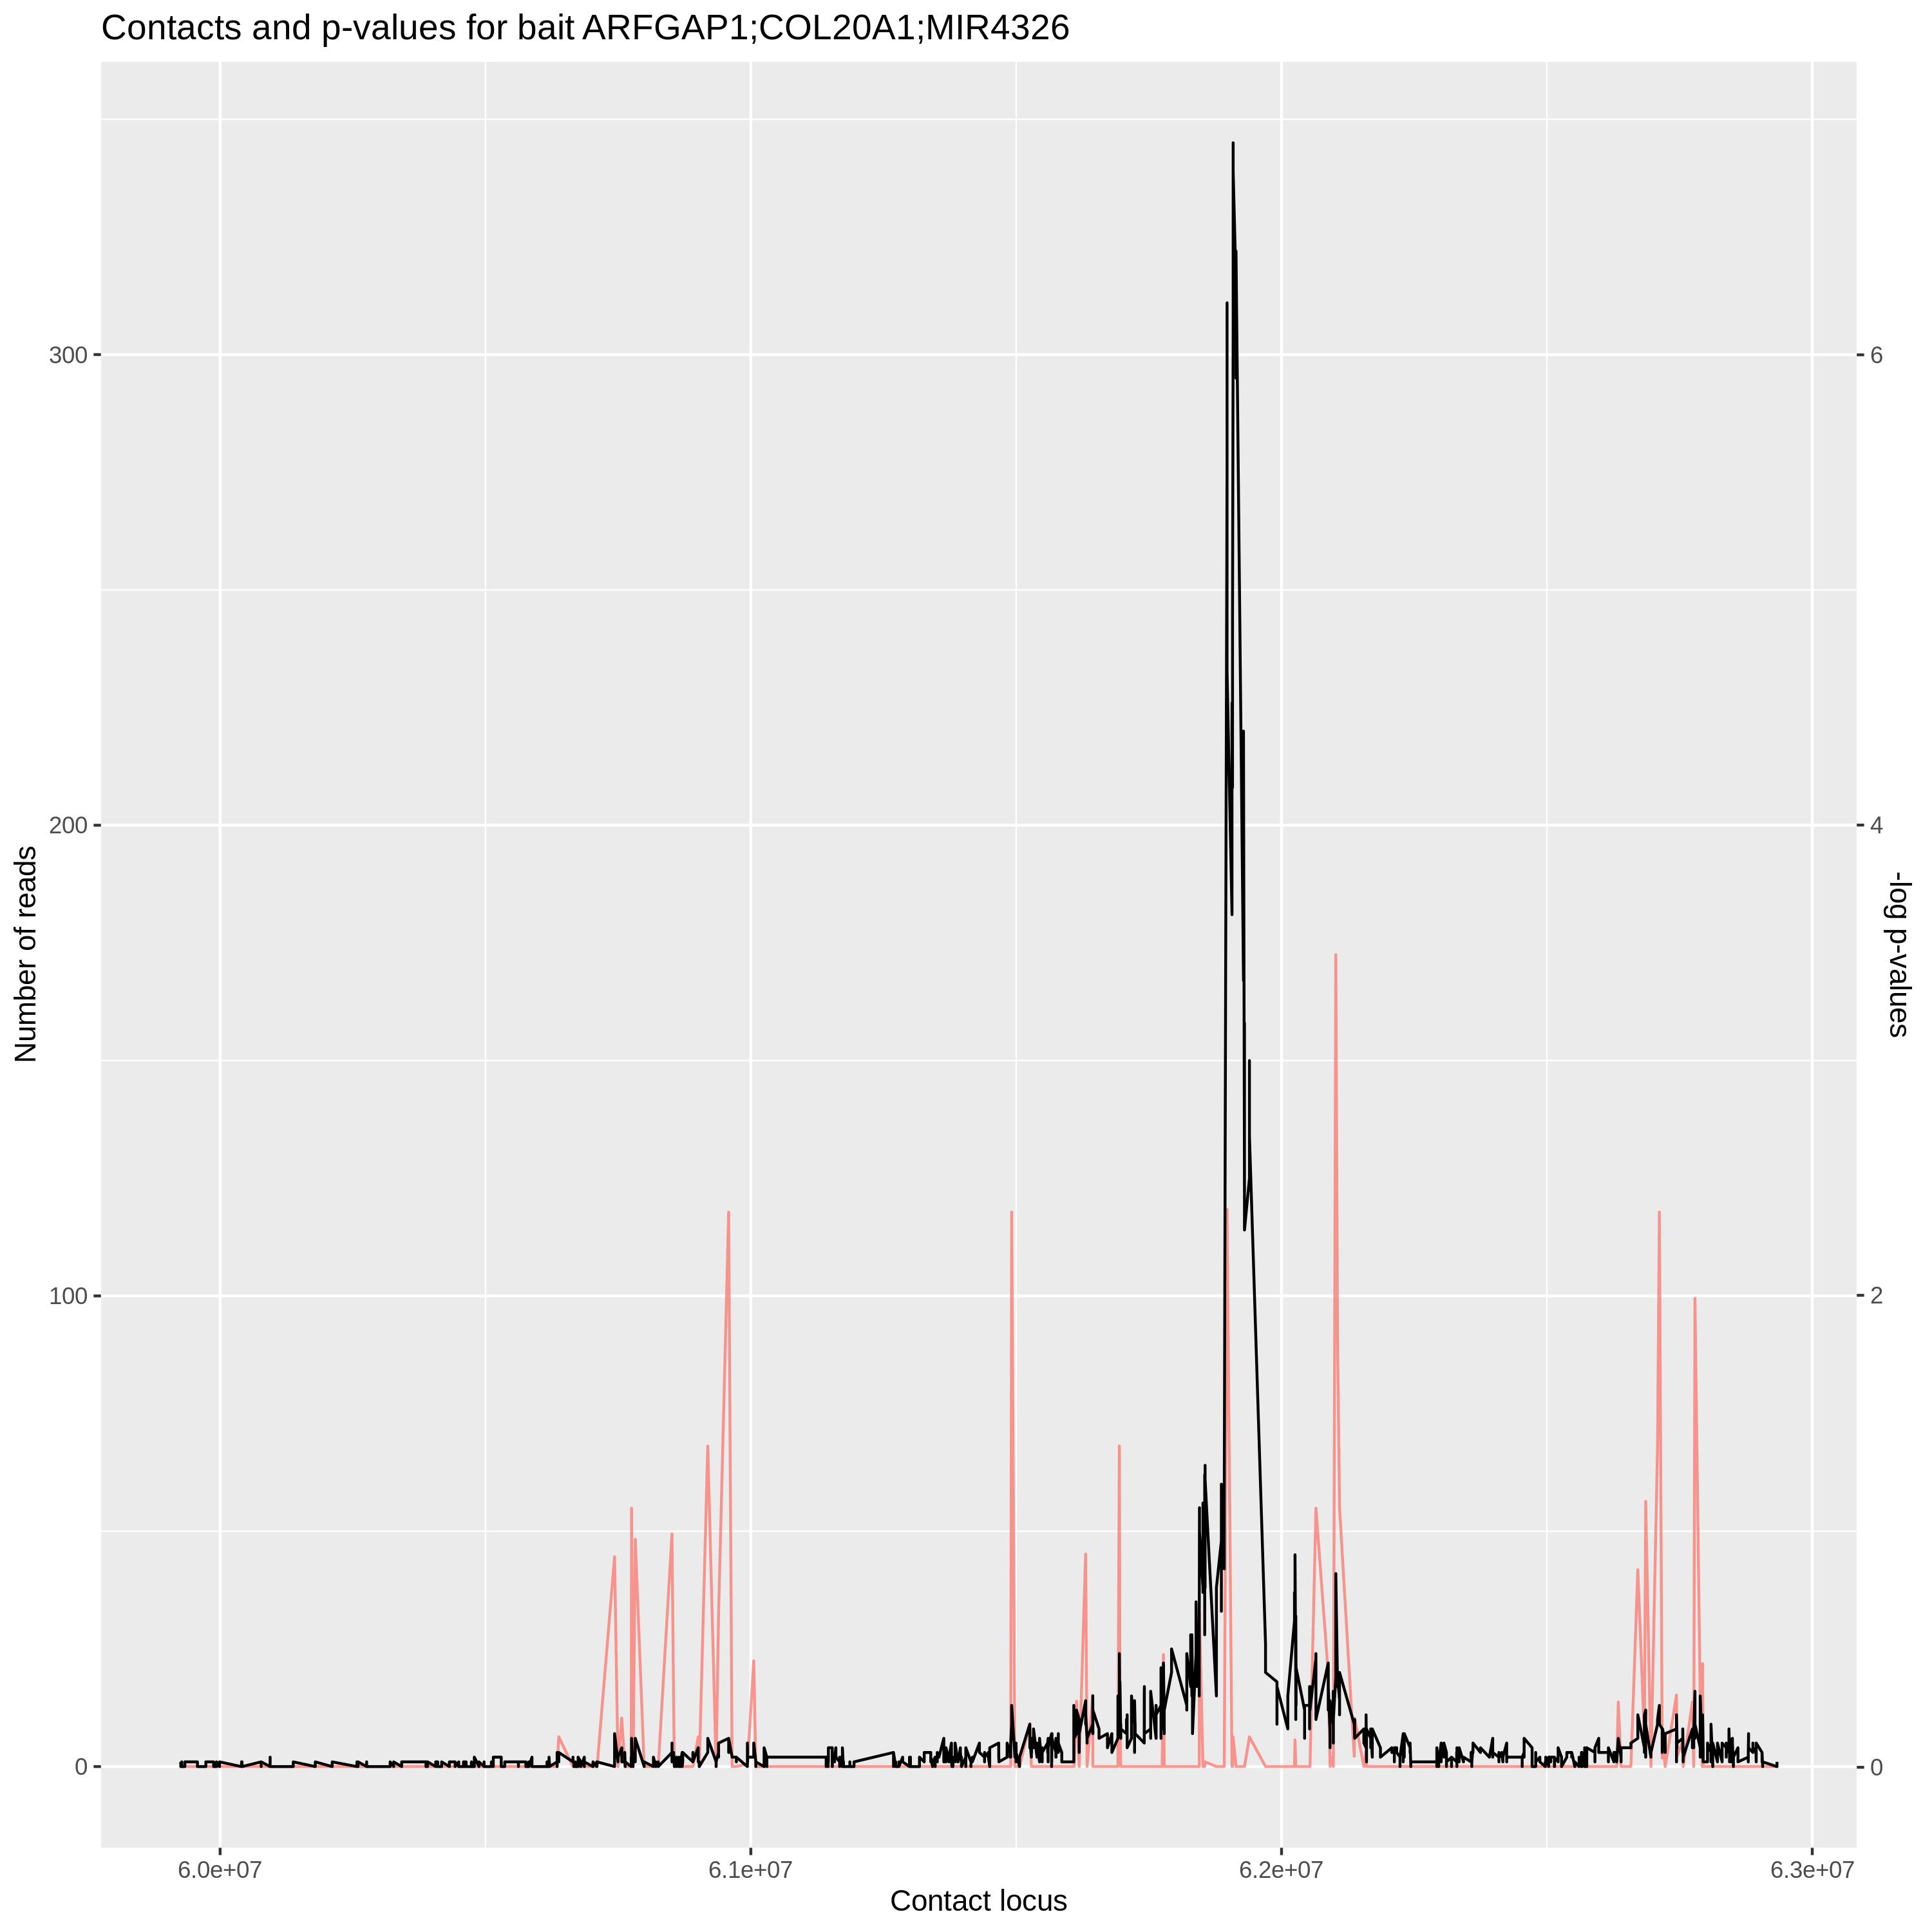 Contacts and p-values for bait ARFGAP1;COL20A1;MIR4326
Number of reads
300
200
100
0
6
4
2
0
-log p-values
6.0e+07
6.1e+07
6.2e+07
6.3e+07
Contact locus